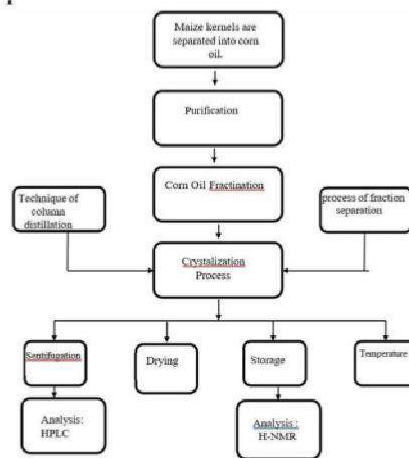 Maize kernels are
separated into corn
oil.
Purification
Corn Oil Fractination
Technique of
column
distillation
process of fraction
separation
Crystalization
Process
Santifugation
Drying
Storage
Temperature
Analysis:
HPLC
Analysis :
H-NMR